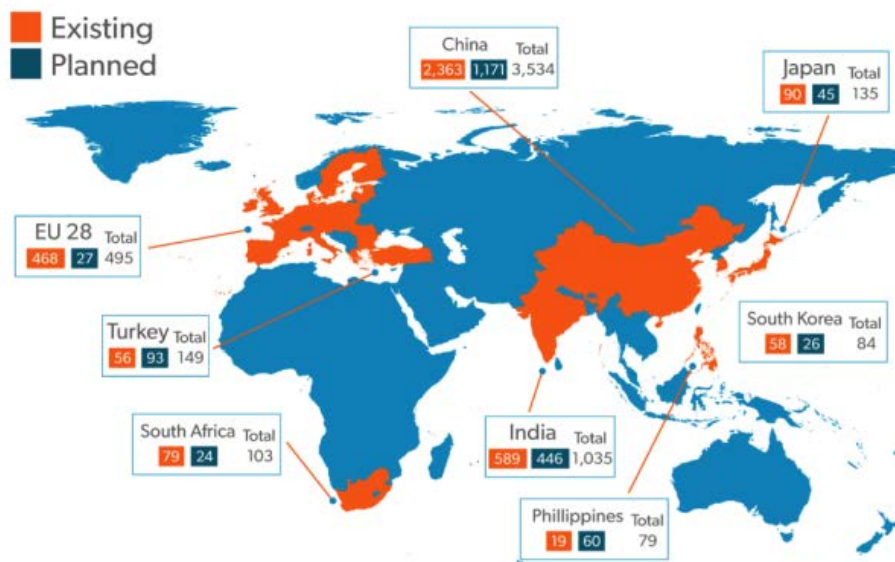 Existing
Planned
China Total
2,363 1,171 3,534
Japan Total
90 45 135
EU 28 Total
468 27 495
Turkey Total
56 93 149
South Korea Total
58 26 84
South Africa Total
79 24 103
India Total
589 446 1,035
Phillippines Total
19 60 79